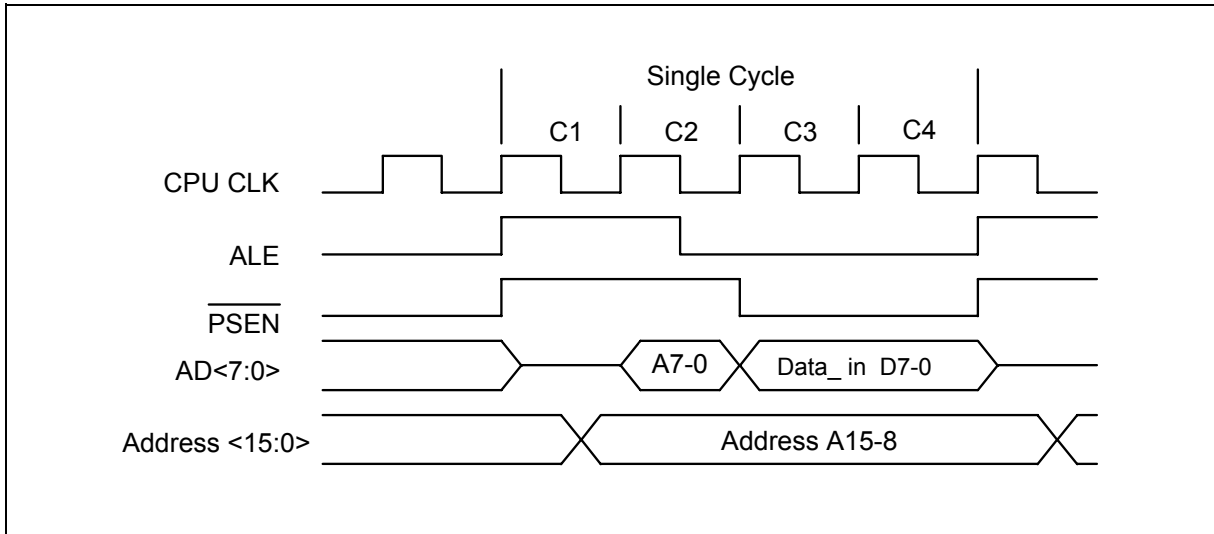 Single Cycle
C1 C2 C3 C4
CPU CLK
ALE
PSEN
AD<7:0> A7-0 Data_ in D7-0
Address <15:0> Address A15-8